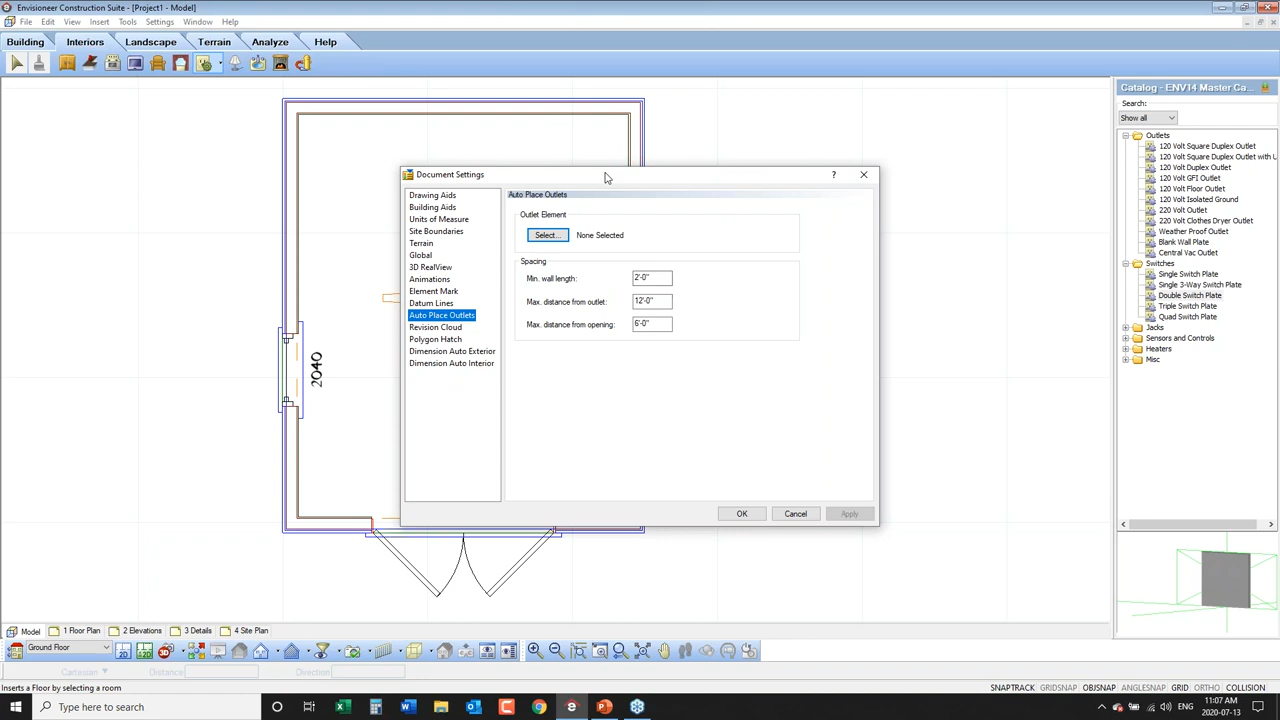 Envisioneer Construction Suite - [Project1 - Model]
File Edit View Insert Tools Settings Window Help
Building Interiors Landscape Terrain Analyze Help
Catalog - ENV14 Master Ca...
Search:
Show all
Outlets
120 Volt Square Duplex Outlet
120 Volt Square Duplex Outlet with L
120 Volt Duplex Outlet
120 Volt GFI Outlet
120 Volt Floor Outlet
120 Volt Isolated Ground
220 Volt Outlet
220 Volt Clothes Dryer Outlet
Weather Proof Outlet
Blank Wall Plate
Central Vac Outlet
Switches
Single Switch Plate
Single 3-Way Switch Plate
Double Switch Plate
Triple Switch Plate
Quad Switch Plate
Jacks
Sensors and Controls
Heaters
Misc
Document Settings
?
Drawing Aids
Building Aids
Units of Measure
Site Boundaries
Terrain
Global
3D RealView
Animations
Element Mark
Datum Lines
Auto Place Outlets
Revision Cloud
Polygon Hatch
Dimension Auto Exterior
Dimension Auto Interior
Auto Place Outlets
Outlet Element
Select... None Selected
Spacing
Min. wall length: 2'-0"
Max. distance from outlet: 12'-0"
Max. distance from opening: 6'-0"
OK Cancel Apply
2040
Model 1 Floor Plan 2 Elevations 3 Details 4 Site Plan
Ground Floor 2D 2D 3D
Cartesian Distance Direction
Inserts a Floor by selecting a room
SNAPTRACK GRIDSNAP OBJSNAP ANGLESNAP GRID ORTHO COLLISION
Type here to search
ENG
11:07 AM
2020-07-13